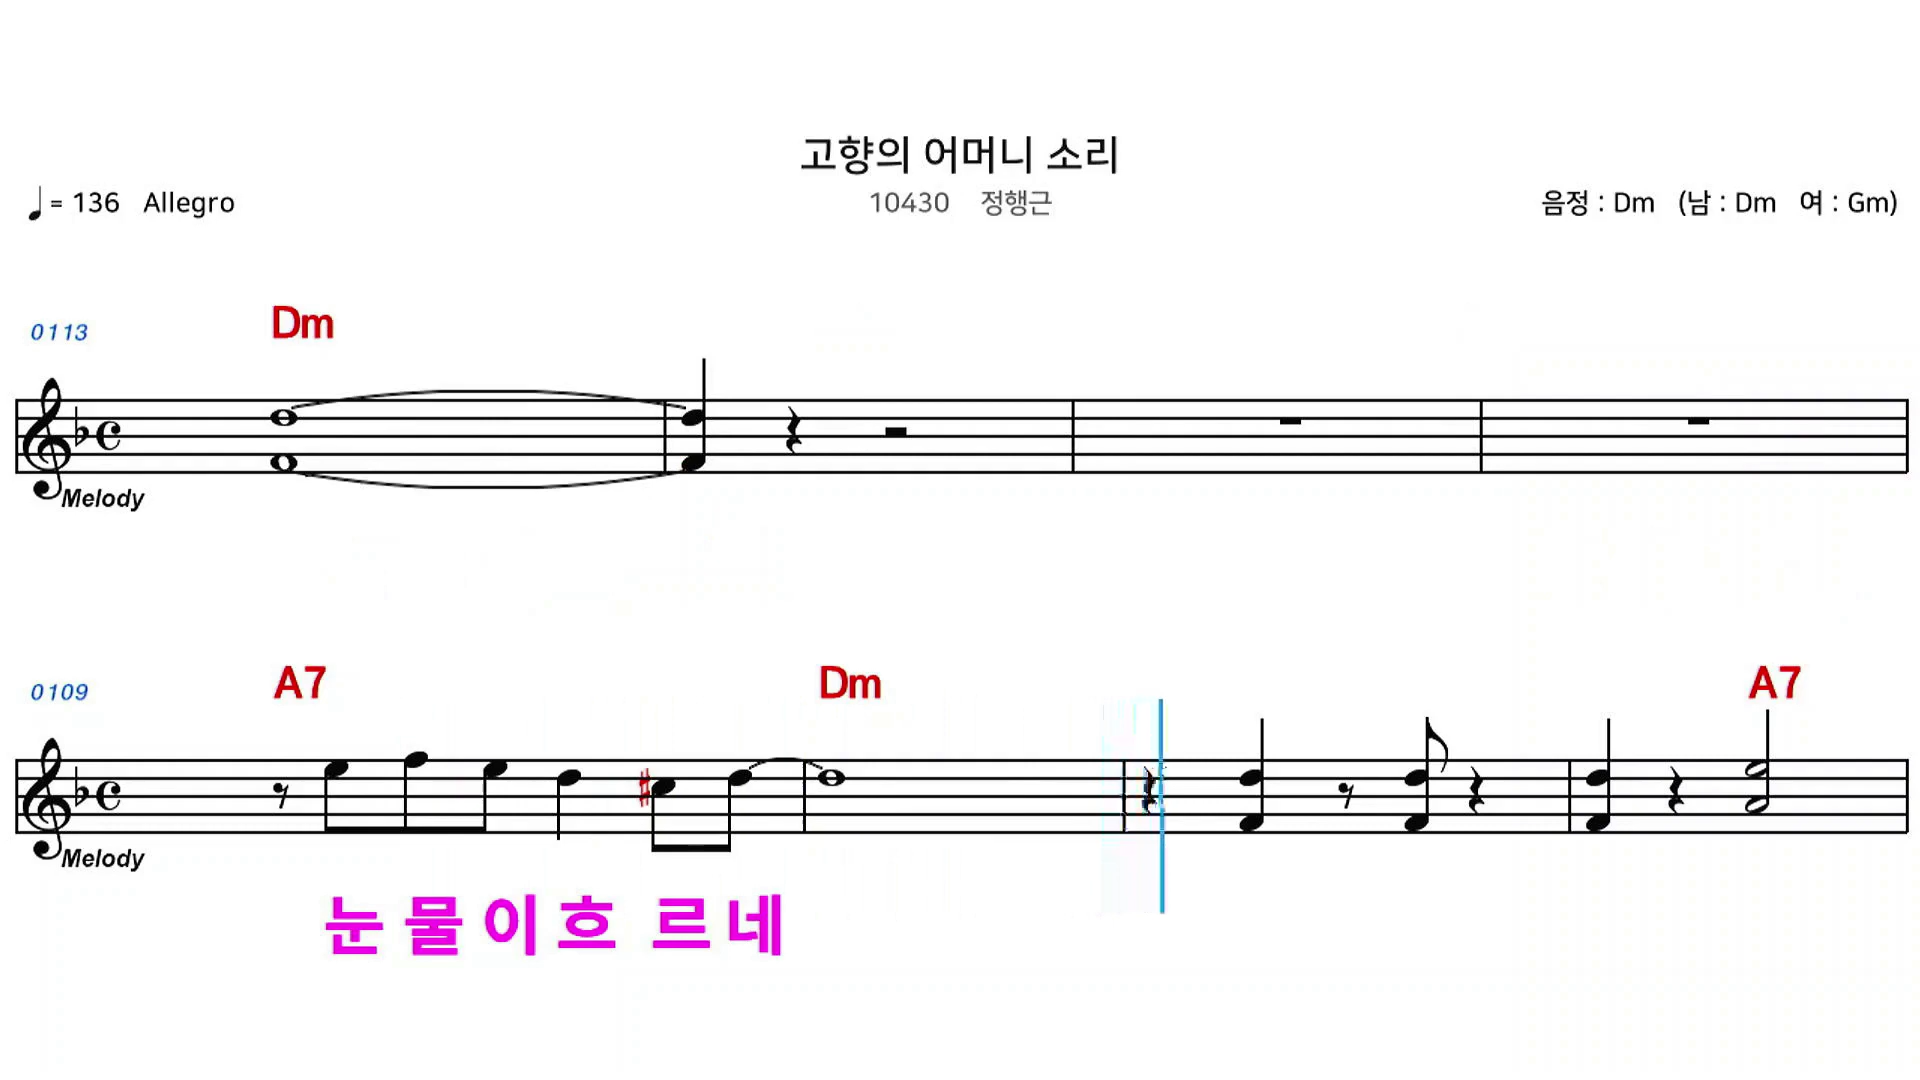 고향의 어머니 소리
♩= 136 Allegro 10430 정행근 음정 : Dm (남 : Dm 여 : Gm)
0113 Dm
Melody
0109 A7 Dm A7
Melody
눈 물 이 흐 르 네